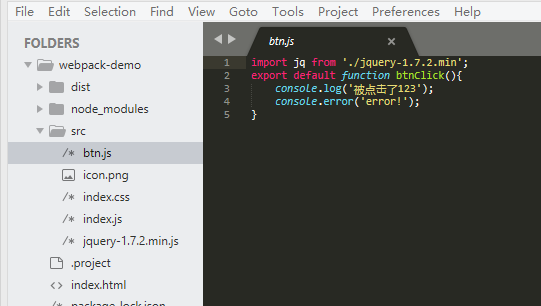 File Edit Selection Find View Goto Tools Project Preferences Help
FOLDERS
webpack-demo
dist
node_modules
src
btn.js
icon.png
index.css
index.js
jquery-1.7.2.min.js
.project
index.html
package-lock.json
btn.js
1 import jq from './jquery-1.7.2.min';
2 export default function btnClick(){
3 console.log('被点击了123');
4 console.error('error!');
5 }